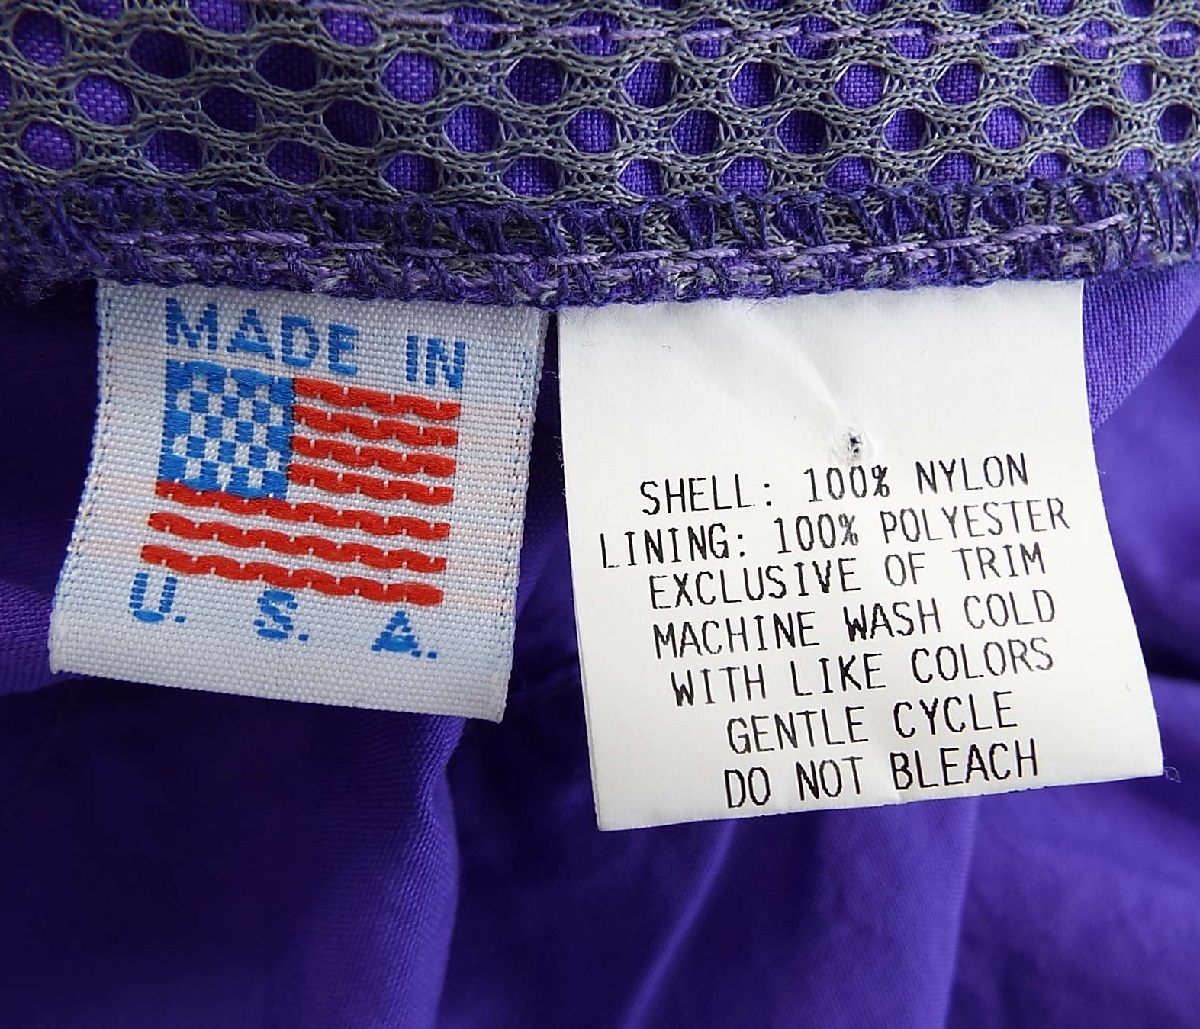 MADE IN
U. S. A.
SHELL: 100% NYLON
LINING: 100% POLYESTER
EXCLUSIVE OF TRIM
MACHINE WASH COLD
WITH LIKE COLORS
GENTLE CYCLE
DO NOT BLEACH